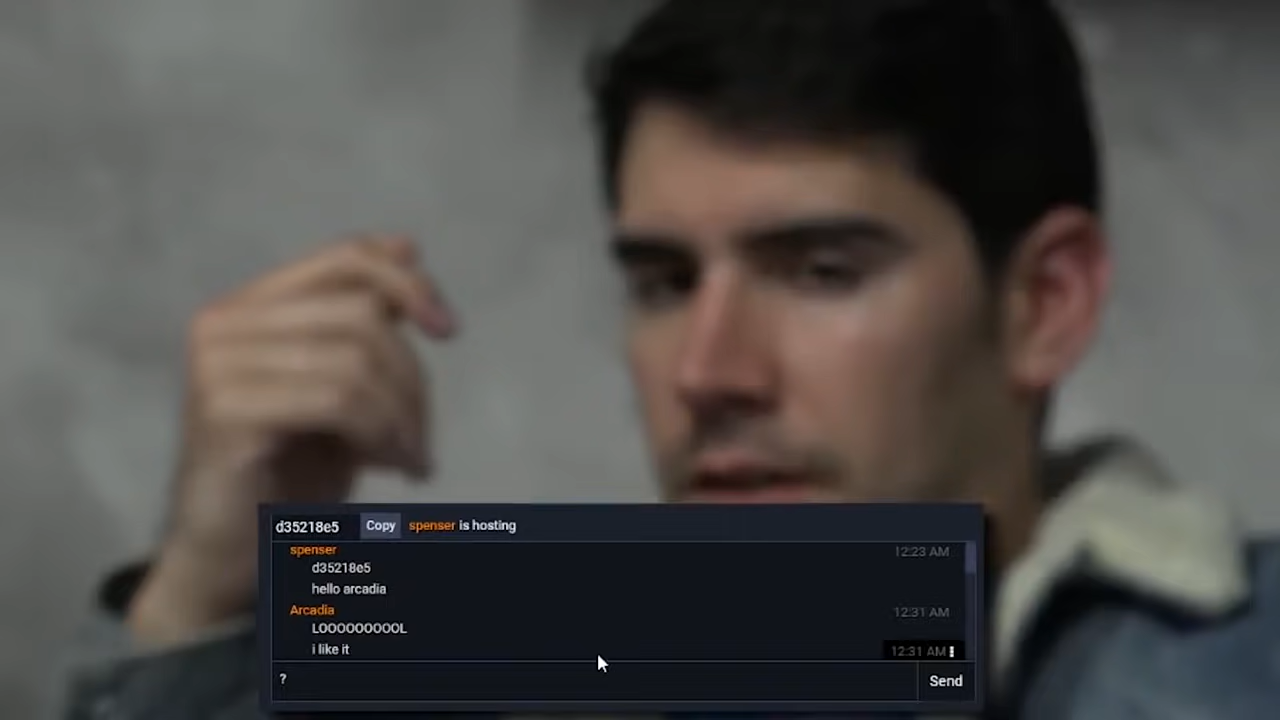 d35218e5 Copy spenser is hosting
spenser 12:23 AM
d35218e5
hello arcadia
Arcadia 12:31 AM
LOOOOOOOOOL
i like it 12:31 AM
? Send